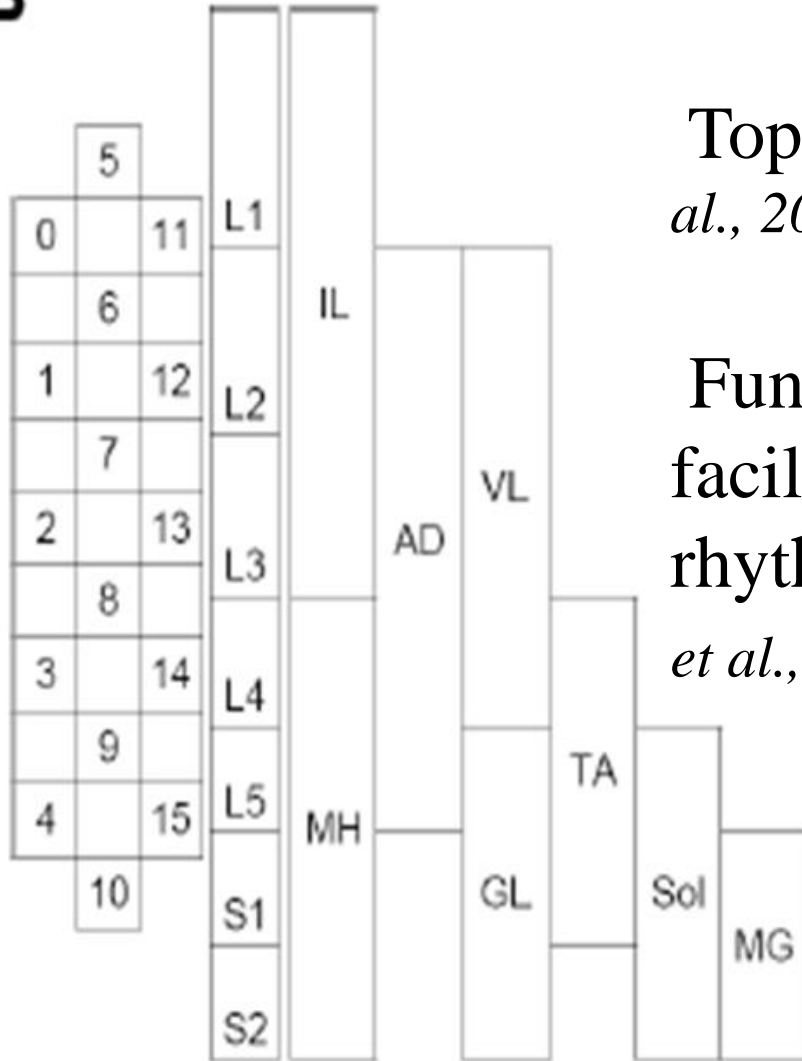 5
0 11
6
1 12
7
2 13
8
3 14
9
4 15
10
L1
L2
L3
L4
L5
S1
S2
IL
MH
AD
VL
GL
TA
Sol
MG
Top
al., 20
Fun
facil
rhyth
et al.,